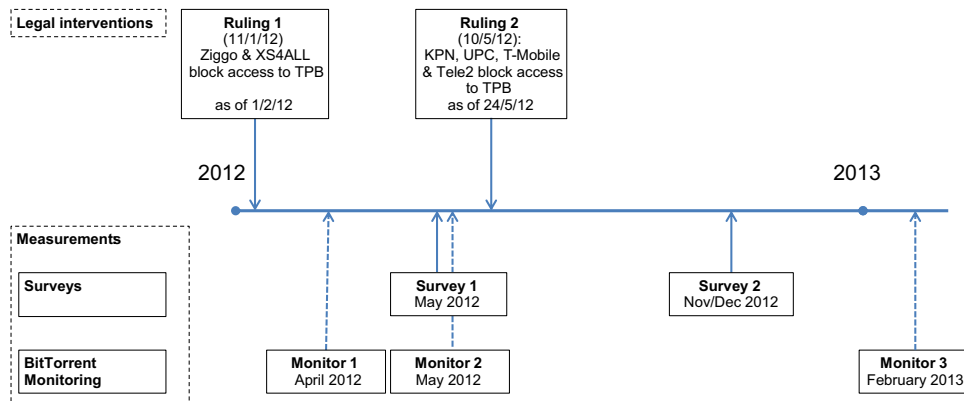 Legal interventions
Ruling 1
(11/1/12)
Ziggo & XS4ALL
block access to TPB
as of 1/2/12
Ruling 2
(10/5/12):
KPN, UPC, T-Mobile
& Tele2 block access
to TPB
as of 24/5/12
2012
2013
Measurements
Surveys
Survey 1
May 2012
Survey 2
Nov/Dec 2012
BitTorrent
Monitoring
Monitor 1
April 2012
Monitor 2
May 2012
Monitor 3
February 2013